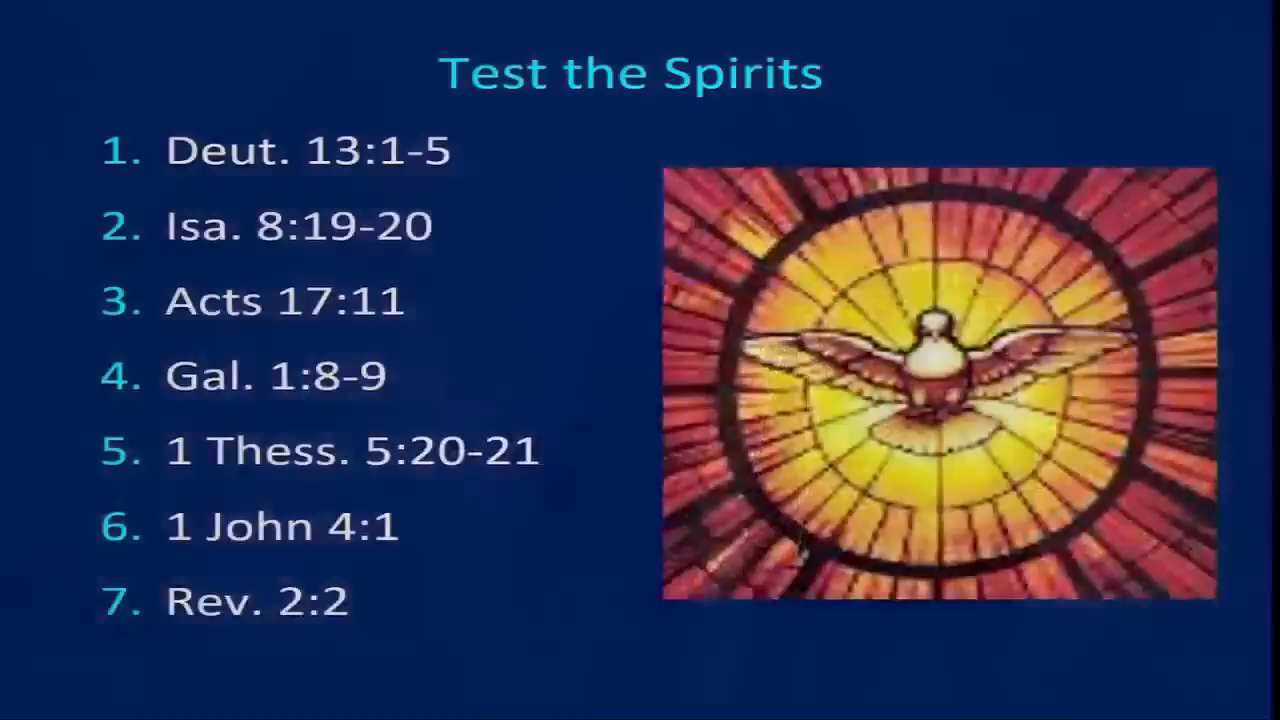 Test the Spirits
1. Deut. 13:1-5
2. Isa. 8:19-20
3. Acts 17:11
4. Gal. 1:8-9
5. 1 Thess. 5:20-21
6. 1 John 4:1
7. Rev. 2:2